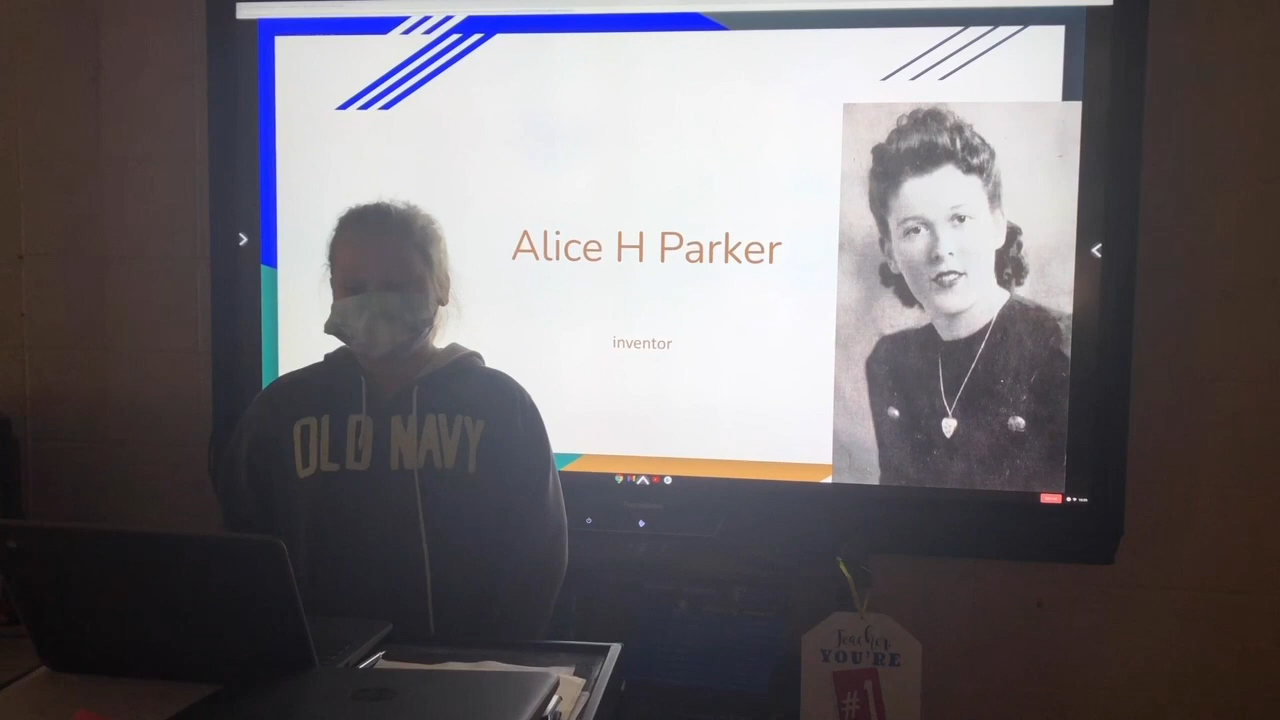 Alice H Parker
inventor
OLD NAVY
Teacher
YOU'RE
#1